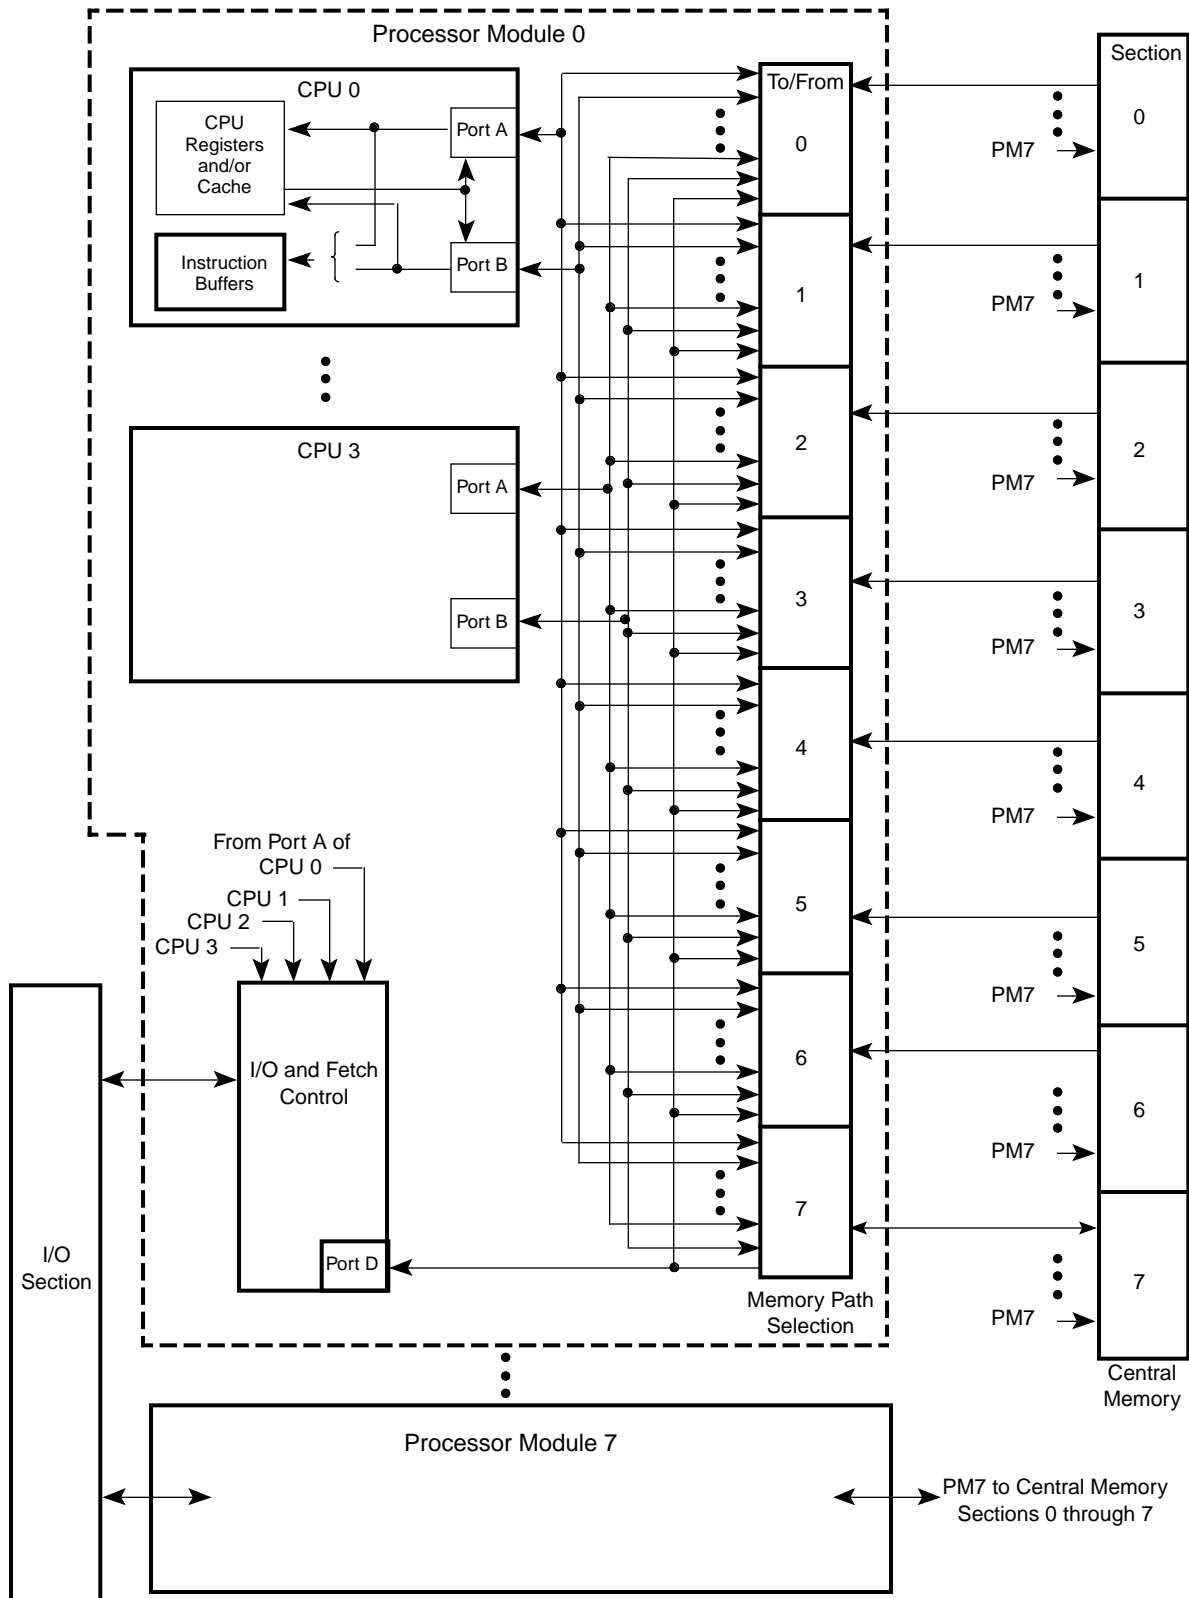 Processor Module 0
CPU 0
CPU
Registers
and/or
Cache
Port A
Instruction
Buffers
Port B
CPU 3
Port A
Port B
To/From
0
1
2
3
4
5
6
7
Memory Path
Selection
Section
0
PM7
1
PM7
2
PM7
3
PM7
4
PM7
5
PM7
6
PM7
7
PM7
Central
Memory
From Port A of
CPU 0
CPU 1
CPU 2
CPU 3
I/O and Fetch
Control
Port D
I/O
Section
Processor Module 7
PM7 to Central Memory
Sections 0 through 7